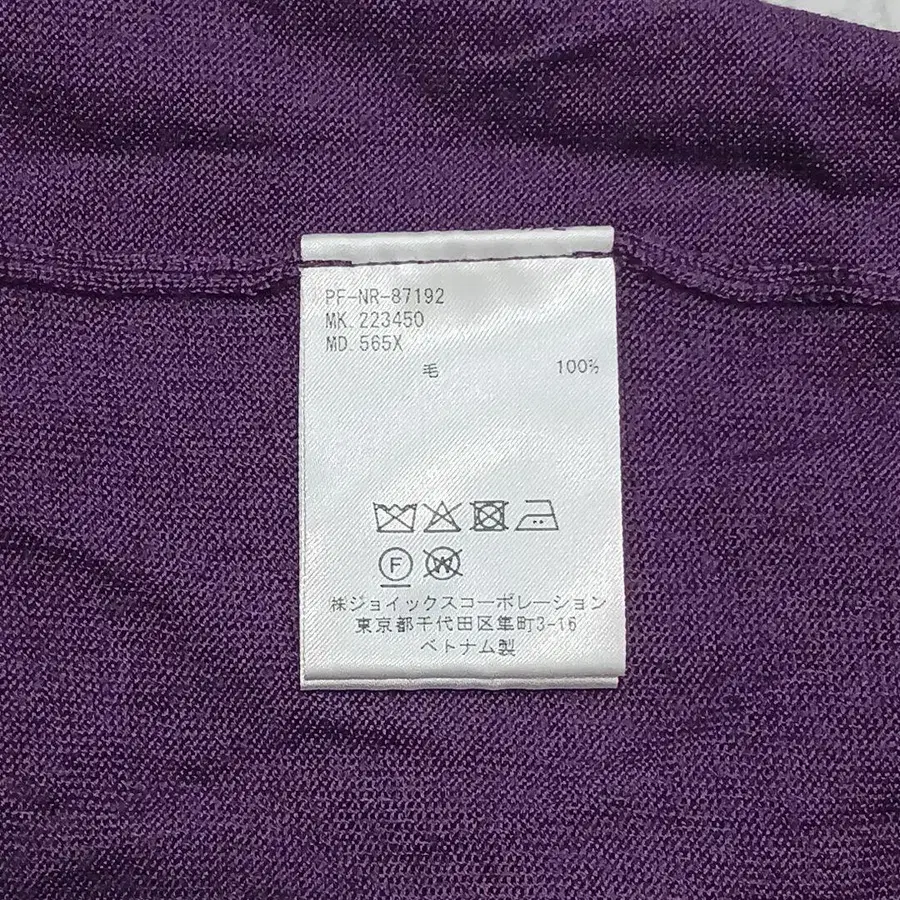 PF-NR-87192
MK.223450
MD.565X
毛 100%
F W
㈱ジョイックスコーポレーション
東京都千代田区隼町3-16
ベトナム製